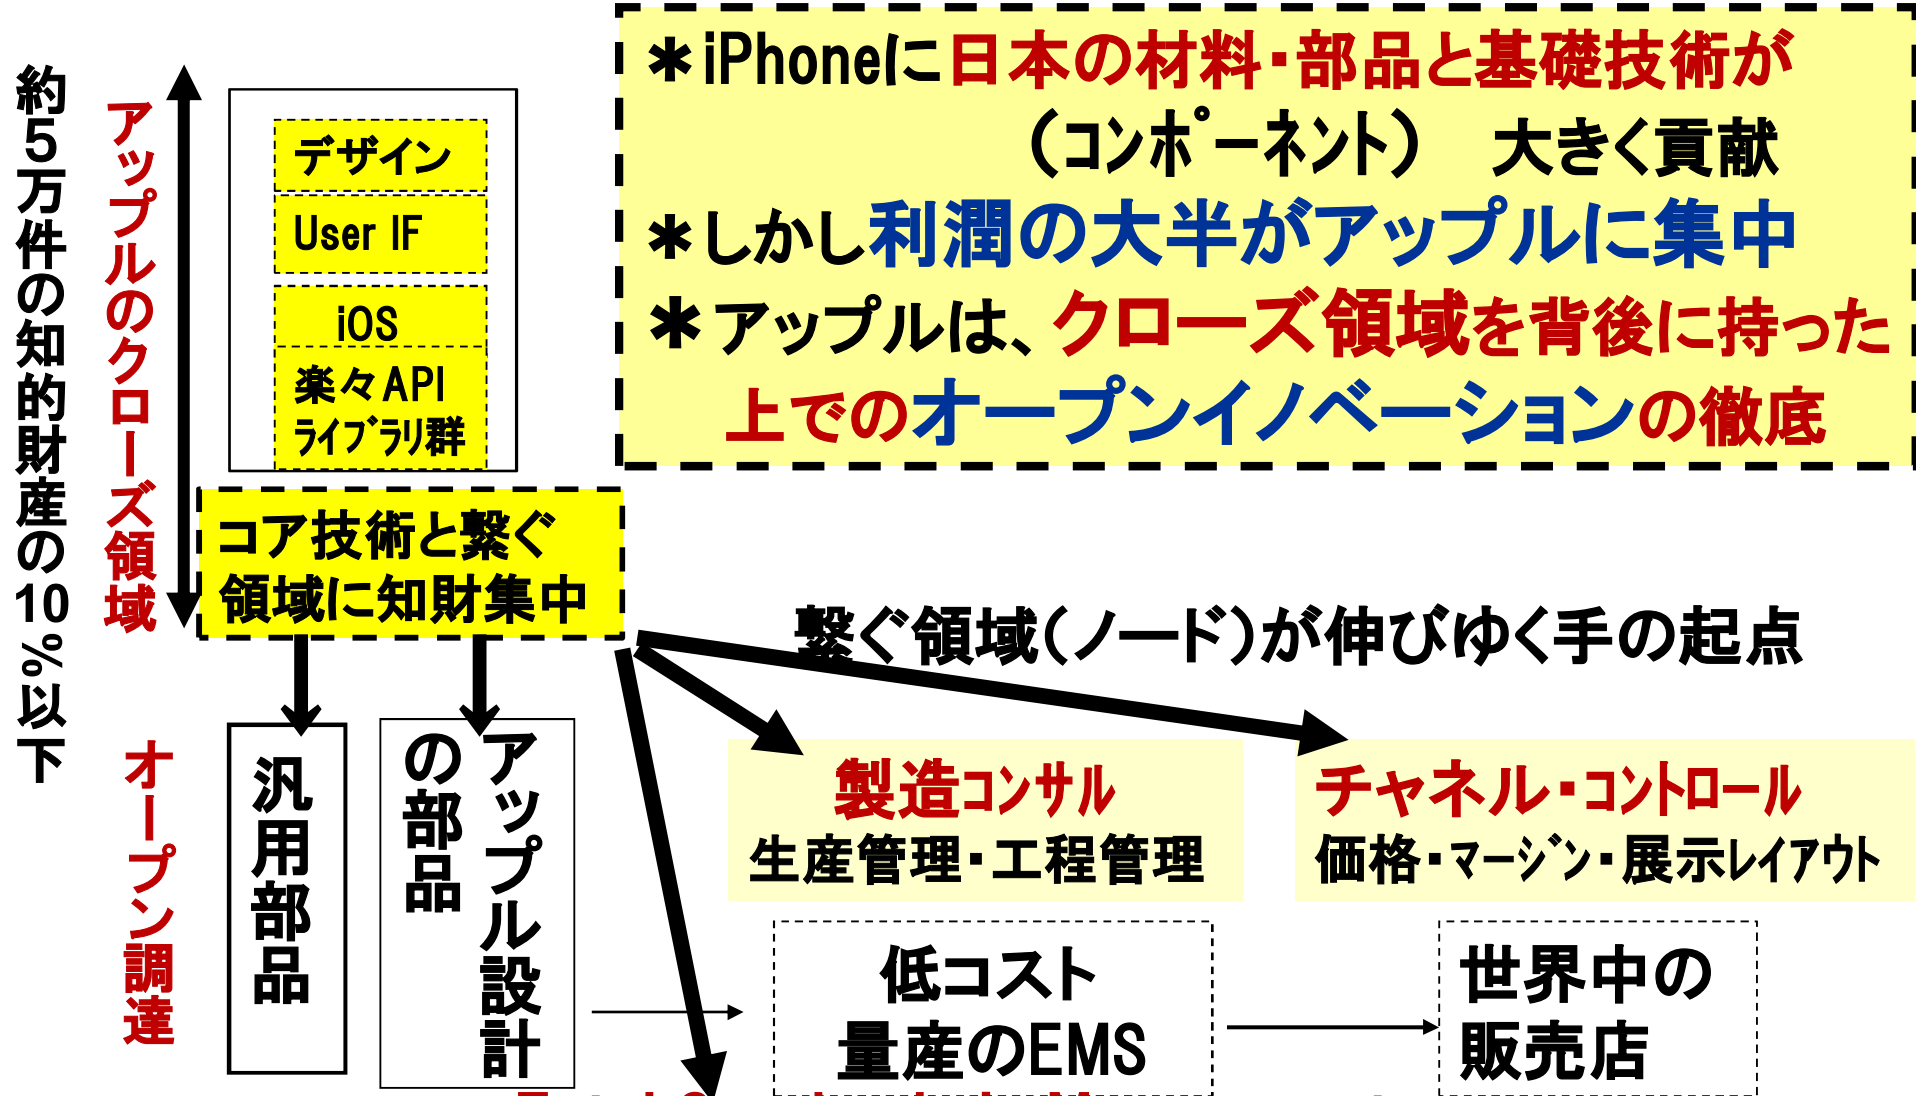 約５万件の知的財産の10％以下
アップルのクローズ領域
オープン調達
デザイン
User IF
iOS
楽々API
ﾗｲﾌﾞﾗﾘ群
コア技術と繋ぐ
領域に知財集中
＊iPhoneに日本の材料・部品と基礎技術が
（ｺﾝﾎﾟｰﾈﾝﾄ）　大きく貢献
＊しかし利潤の大半がアップルに集中
＊アップルは、クローズ領域を背後に持った
上でのオープンイノベーションの徹底
繋ぐ領域（ノード）が伸びゆく手の起点
汎用部品
アップル設計
の部品
製造ｺﾝｻﾙ
生産管理・工程管理
チャネル・ｺﾝﾄﾛｰﾙ
価格・ﾏｰｼﾞﾝ・展示ﾚｲｱｳﾄ
低コスト
量産のEMS
世界中の
販売店